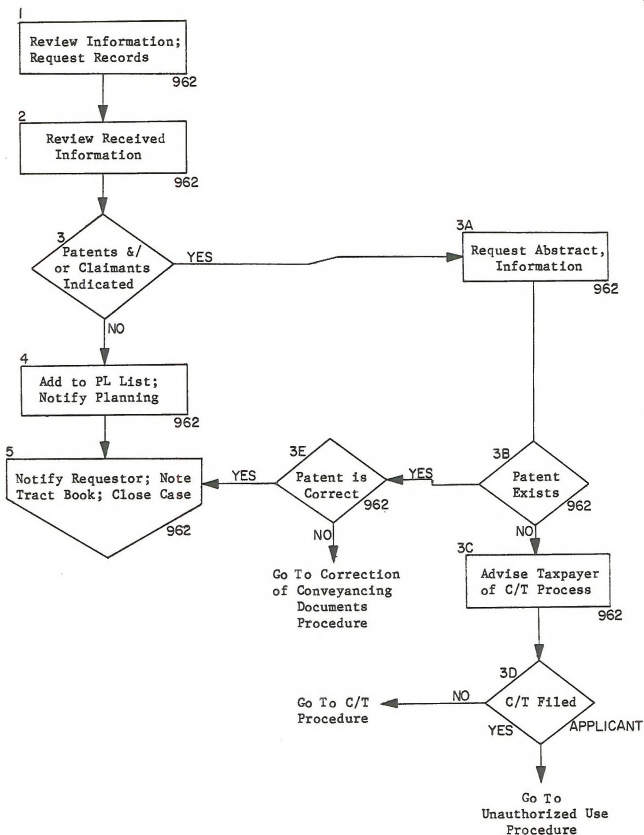 1
Review Information;
Request Records
962
2
Review Received
Information
962
3
Patents &/
or Claimants
Indicated
YES
NO
3A
Request Abstract,
Information
962
4
Add to PL List;
Notify Planning
962
5
Notify Requestor; Note
Tract Book; Close Case
962
YES
3E
Patent is
Correct
962
NO
Go To Correction
of Conveyancing
Documents
Procedure
YES
3B
Patent
Exists
962
NO
3C
Advise Taxpayer
of C/T Process
962
3D
C/T Filed
NO
YES
APPLICANT
Go To C/T
Procedure
Go To
Unauthorized Use
Procedure